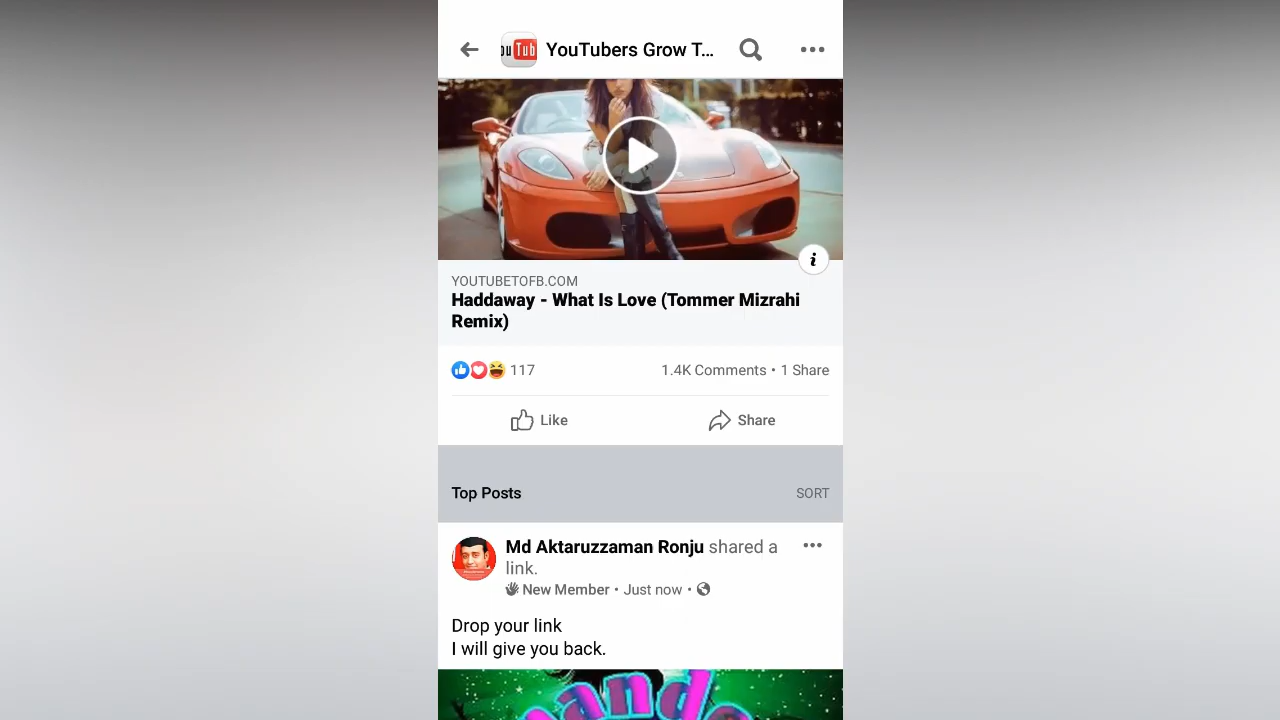 ou Tub YouTubers Grow T...
YOUTUBETOFB.COM
Haddaway - What Is Love (Tommer Mizrahi
Remix)
117 1.4K Comments • 1 Share
Like Share
Top Posts SORT
Md Aktaruzzaman Ronju shared a
link.
New Member • Just now •
Drop your link
I will give you back.